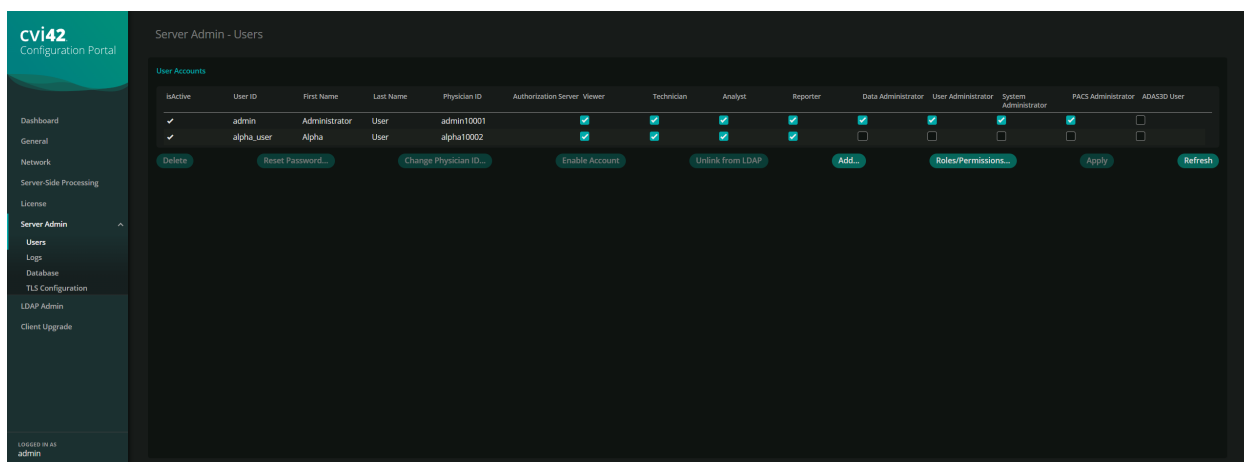 cvi42
Configuration Portal
Dashboard
General
Network
Server-Side Processing
License
Server Admin
Users
Logs
Database
TLS Configuration
LDAP Admin
Client Upgrade
LOGGED IN AS
admin
Server Admin - Users
User Accounts
isActive User ID First Name Last Name Physician ID Authorization Server Viewer Technician Analyst Reporter Data Administrator User Administrator System Administrator PACS Administrator ADAS3D User
admin Administrator User admin10001
alpha_user Alpha User alpha10002
Delete Reset Password... Change Physician ID... Enable Account Unlink from LDAP Add... Roles/Permissions... Apply Refresh